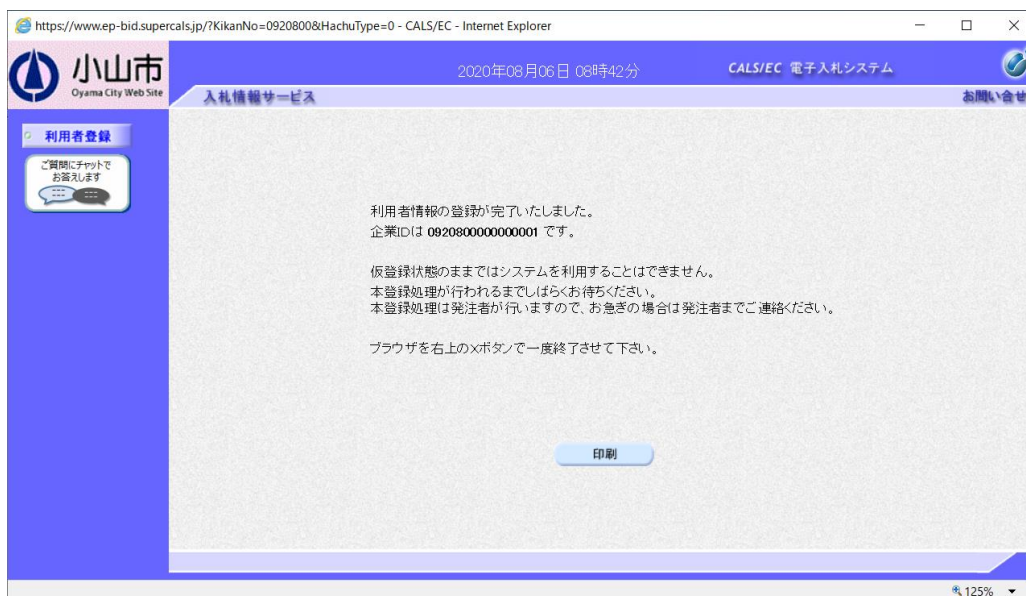 https://www.ep-bid.supercals.jp/?KikanNo=0920800&HachuType=0 - CALS/EC - Internet Explorer
小山市
Oyama City Web Site
2020年08月06日 08時42分
CALS/EC 電子入札システム
入札情報サービス
お問い合せ
利用者登録
ご質問にチャットで
お答えします
利用者情報の登録が完了いたしました。
企業IDは 0920800000000001 です。
仮登録状態のままではシステムを利用することはできません。
本登録処理が行われるまでしばらくお待ちください。
本登録処理は発注者が行いますので、お急ぎの場合は発注者までご連絡ください。
ブラウザを右上の×ボタンで一度終了させて下さい。
印刷
125%